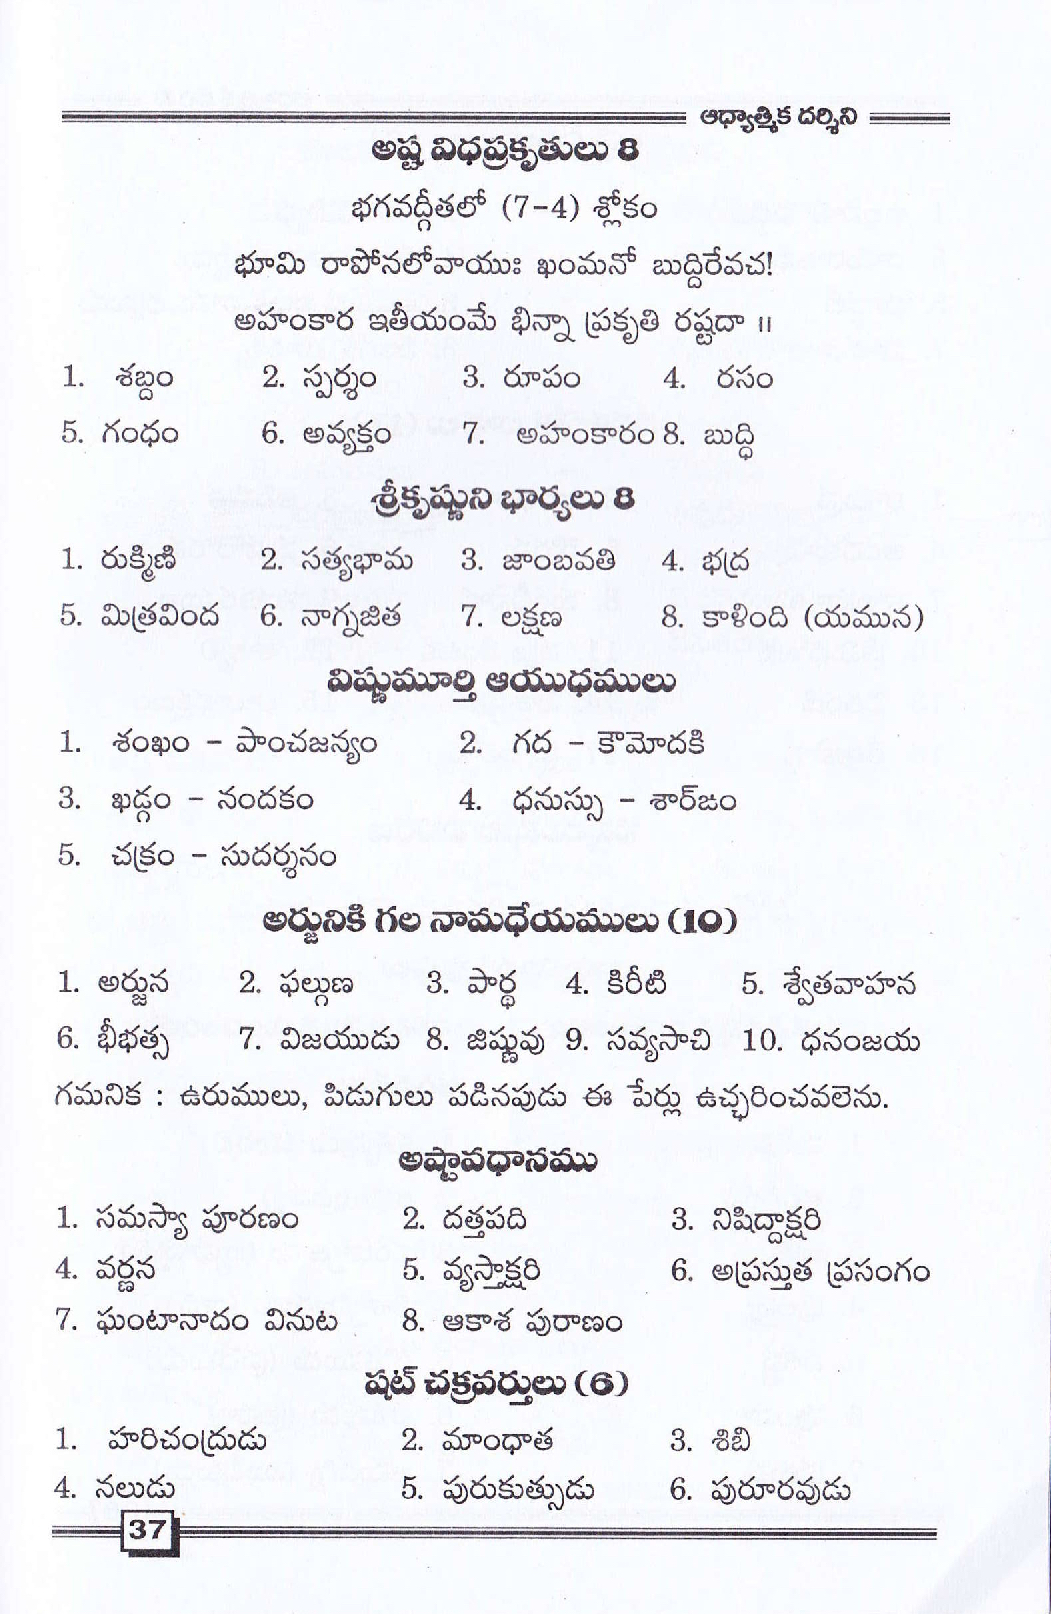 ఆధ్యాత్మిక దర్శిని
అష్ట విధప్రకృతులు 8
భగవద్గీతలో (7-4) శ్లోకం
భూమి రాపోనలోవాయుః ఖంమనో బుద్దిరేవచ!
అహంకార ఇతీయంమే భిన్నా ప్రకృతి రష్టదా ॥
1. శబ్దం 2. స్పర్శం 3. రూపం 4. రసం
5. గంధం 6. అవ్యక్తం 7. అహంకారం 8. బుద్ధి
శ్రీకృష్ణుని భార్యలు 8
1. రుక్మిణి 2. సత్యభామ 3. జాంబవతి 4. భద్ర
5. మిత్రవింద 6. నాగ్నజిత 7. లక్షణ 8. కాళింది (యమున)
విష్ణుమూర్తి ఆయుధములు
1. శంఖం - పాంచజన్యం 2. గద - కౌమోదకి
3. ఖడ్గం - నందకం 4. ధనుస్సు - శార్‌ఙం
5. చక్రం - సుదర్శనం
అర్జునికి గల నామధేయములు (10)
1. అర్జున 2. ఫల్గుణ 3. పార్థ 4. కిరీటి 5. శ్వేతవాహన
6. భీభత్స 7. విజయుడు 8. జిష్ణువు 9. సవ్యసాచి 10. ధనంజయ
గమనిక : ఉరుములు, పిడుగులు పడినపుడు ఈ పేర్లు ఉచ్ఛరించవలెను.
అష్టావధానము
1. సమస్యా పూరణం 2. దత్తపది 3. నిషిద్దాక్షరి
4. వర్ణన 5. వ్యస్తాక్షరి 6. అప్రస్తుత ప్రసంగం
7. ఘంటానాదం వినుట 8. ఆకాశ పురాణం
షట్ చక్రవర్తులు (6)
1. హరిచంద్రుడు 2. మాంధాత 3. శిబి
4. నలుడు 5. పురుకుత్సుడు 6. పురూరవుడు
37